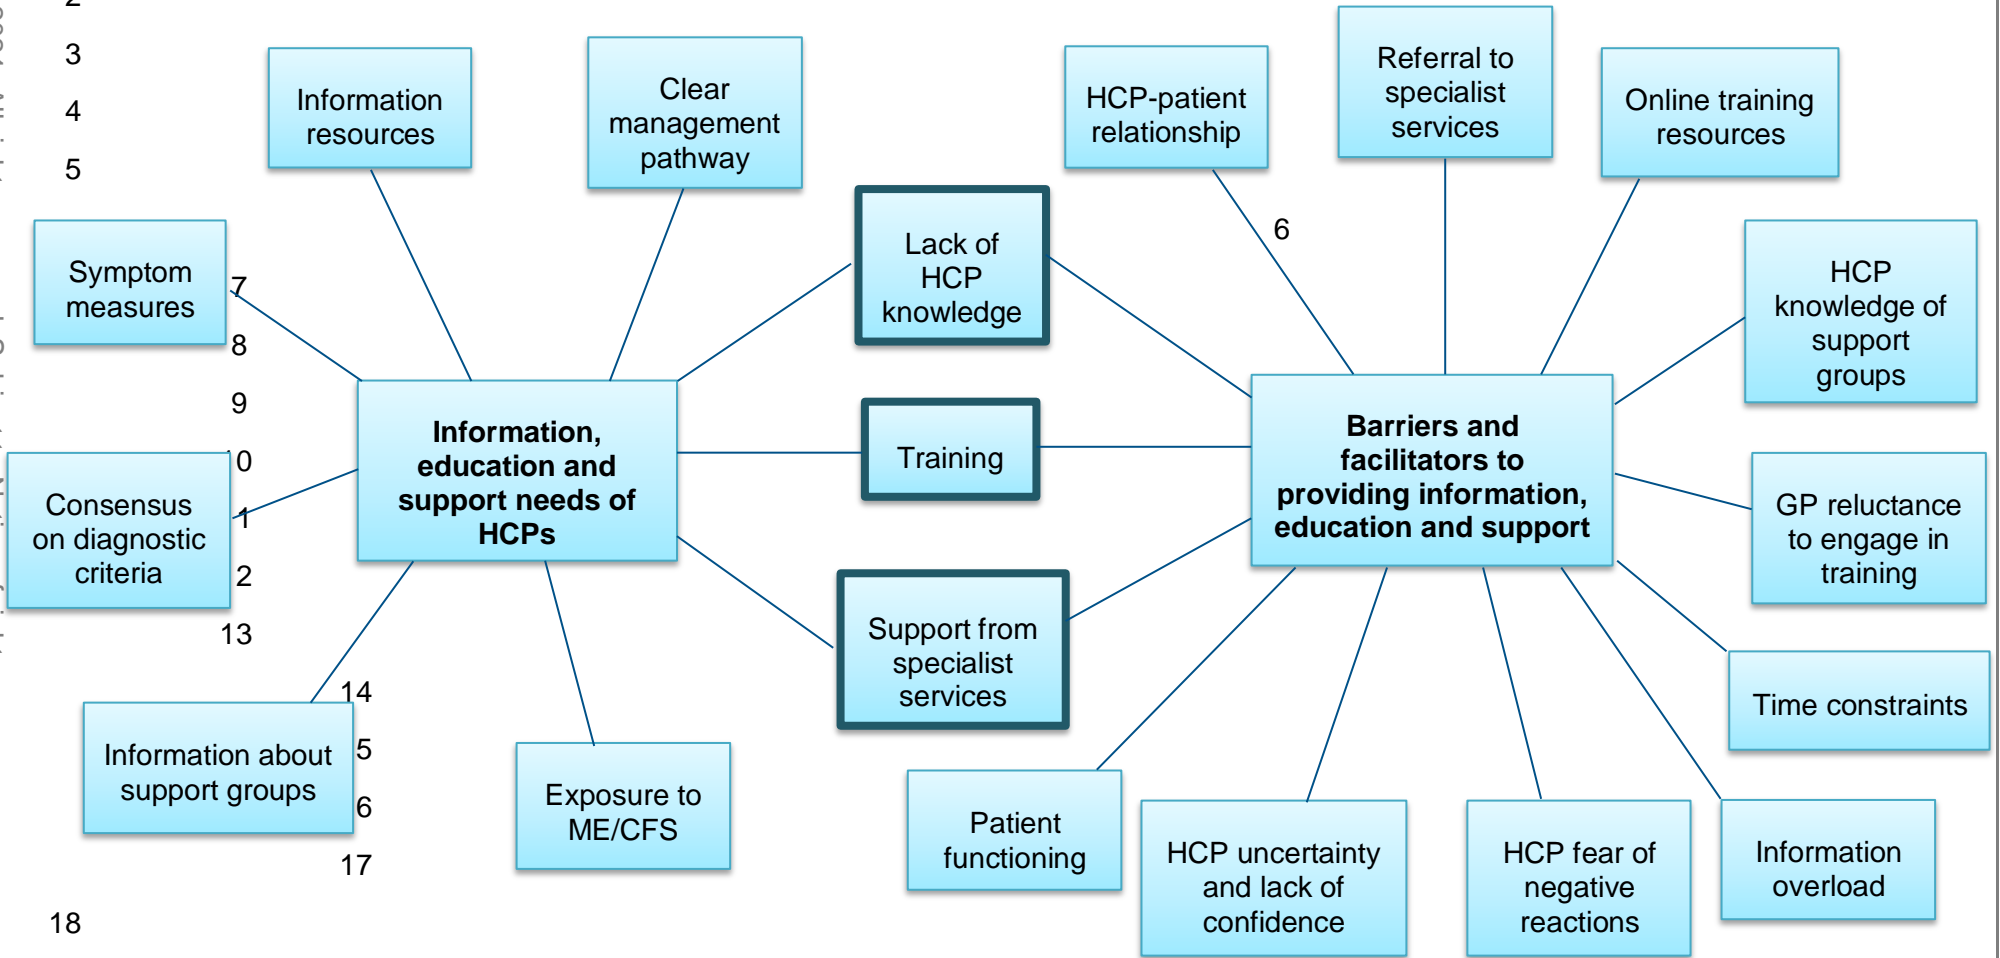 3
4
5
6
7
8
9
0
1
2
13
14
5
6
17
18
Information
resources
Clear
management
pathway
HCP-patient
relationship
Referral to
specialist
services
Online training
resources
Symptom
measures
Lack of
HCP
knowledge
HCP
knowledge of
support
groups
Information,
education and
support needs of
HCPs
Training
Barriers and
facilitators to
providing information,
education and support
Consensus
on diagnostic
criteria
GP reluctance
to engage in
training
Support from
specialist
services
Time constraints
Information about
support groups
Exposure to
ME/CFS
Patient
functioning
HCP uncertainty
and lack of
confidence
HCP fear of
negative
reactions
Information
overload